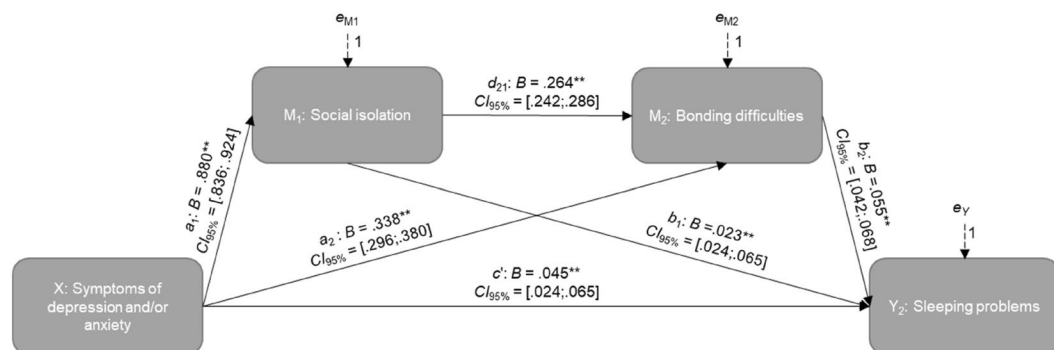 eM1
1
eM2
1
M1: Social isolation
d21: B = .264**
CI95% = [.242;.286]
M2: Bonding difficulties
a1: B = .880**
CI95% = [.836;.924]
a2: B = .338**
CI95% = [.296;.380]
b1: B =.023**
CI95% = [.024;.065]
b2: B =.055**
CI95% = [.042;.068]
eY
1
X: Symptoms of
depression and/or
anxiety
c': B = .045**
CI95% = [.024;.065]
Y2: Sleeping problems